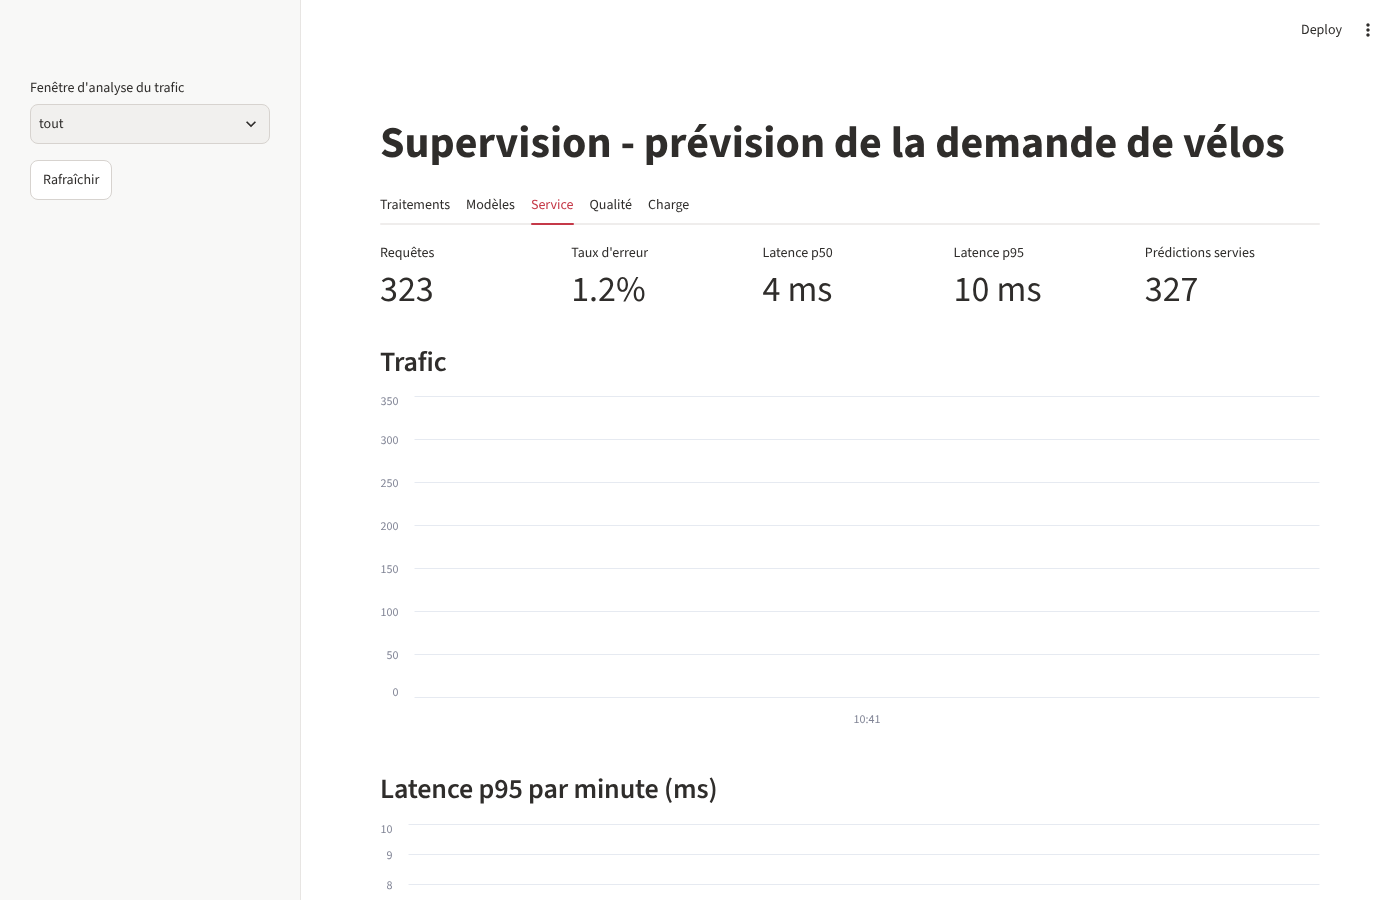 Deploy
Fenêtre d'analyse du trafic
tout
Rafraîchir
Supervision - prévision de la demande de vélos
Traitements Modèles Service Qualité Charge
Requêtes Taux d'erreur Latence p50 Latence p95 Prédictions servies
323 1.2% 4 ms 10 ms 327
Trafic
350
300
250
200
150
100
50
0
10:41
Latence p95 par minute (ms)
10
9
8